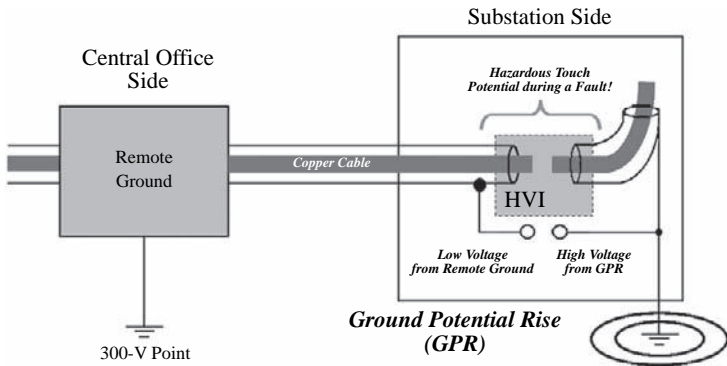 Substation Side
Central Office
Side
Hazardous Touch
Potential during a Fault!
Remote
Ground
Copper Cable
HVI
Low Voltage
from Remote Ground
High Voltage
from GPR
Ground Potential Rise
(GPR)
300-V Point